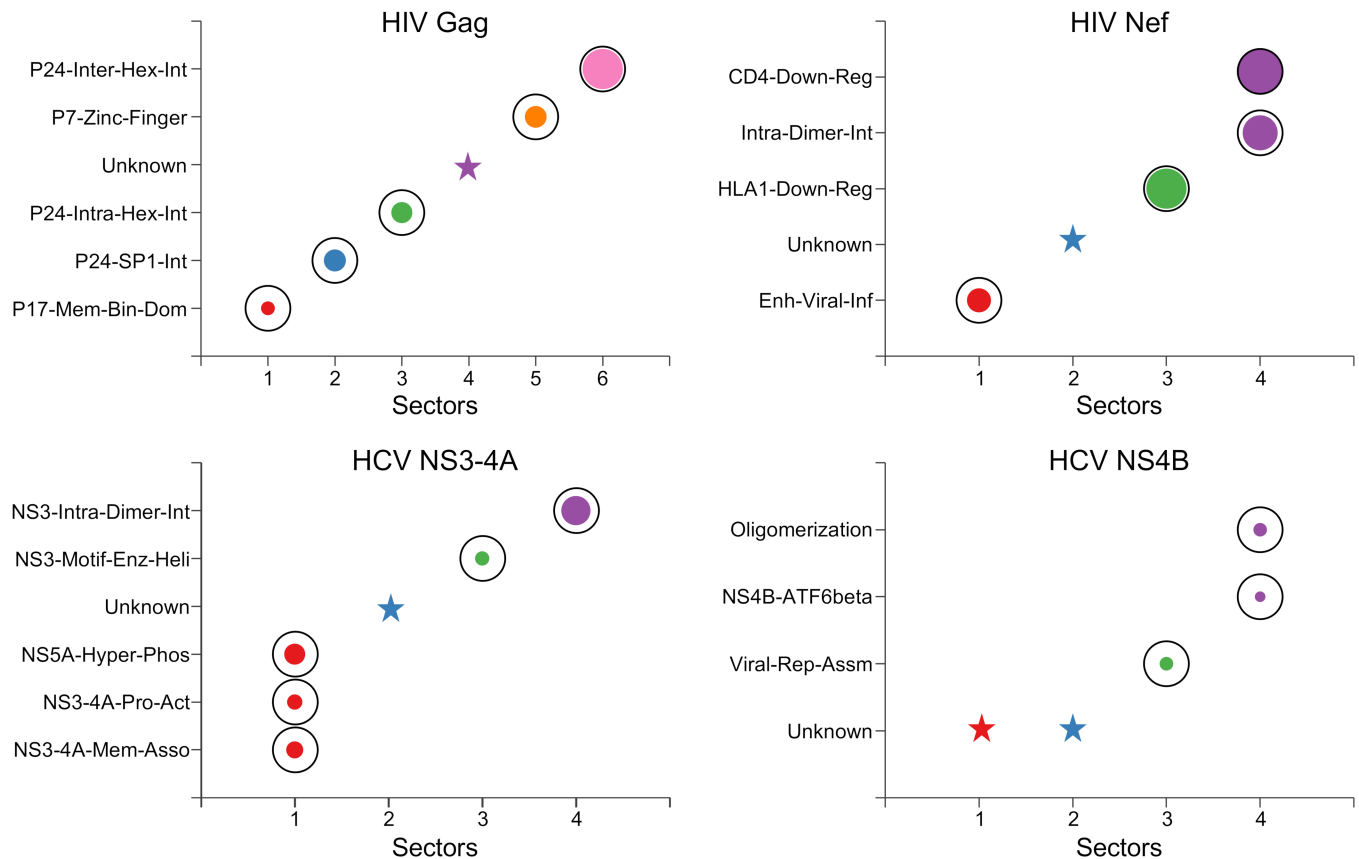 HIV Gag
P24-Inter-Hex-Int
P7-Zinc-Finger
Unknown
P24-Intra-Hex-Int
P24-SP1-Int
P17-Mem-Bin-Dom
1 2 3 4 5 6
Sectors
HIV Nef
CD4-Down-Reg
Intra-Dimer-Int
HLA1-Down-Reg
Unknown
Enh-Viral-Inf
1 2 3 4
Sectors
HCV NS3-4A
NS3-Intra-Dimer-Int
NS3-Motif-Enz-Heli
Unknown
NS5A-Hyper-Phos
NS3-4A-Pro-Act
NS3-4A-Mem-Asso
1 2 3 4
Sectors
HCV NS4B
Oligomerization
NS4B-ATF6beta
Viral-Rep-Assm
Unknown
1 2 3 4
Sectors